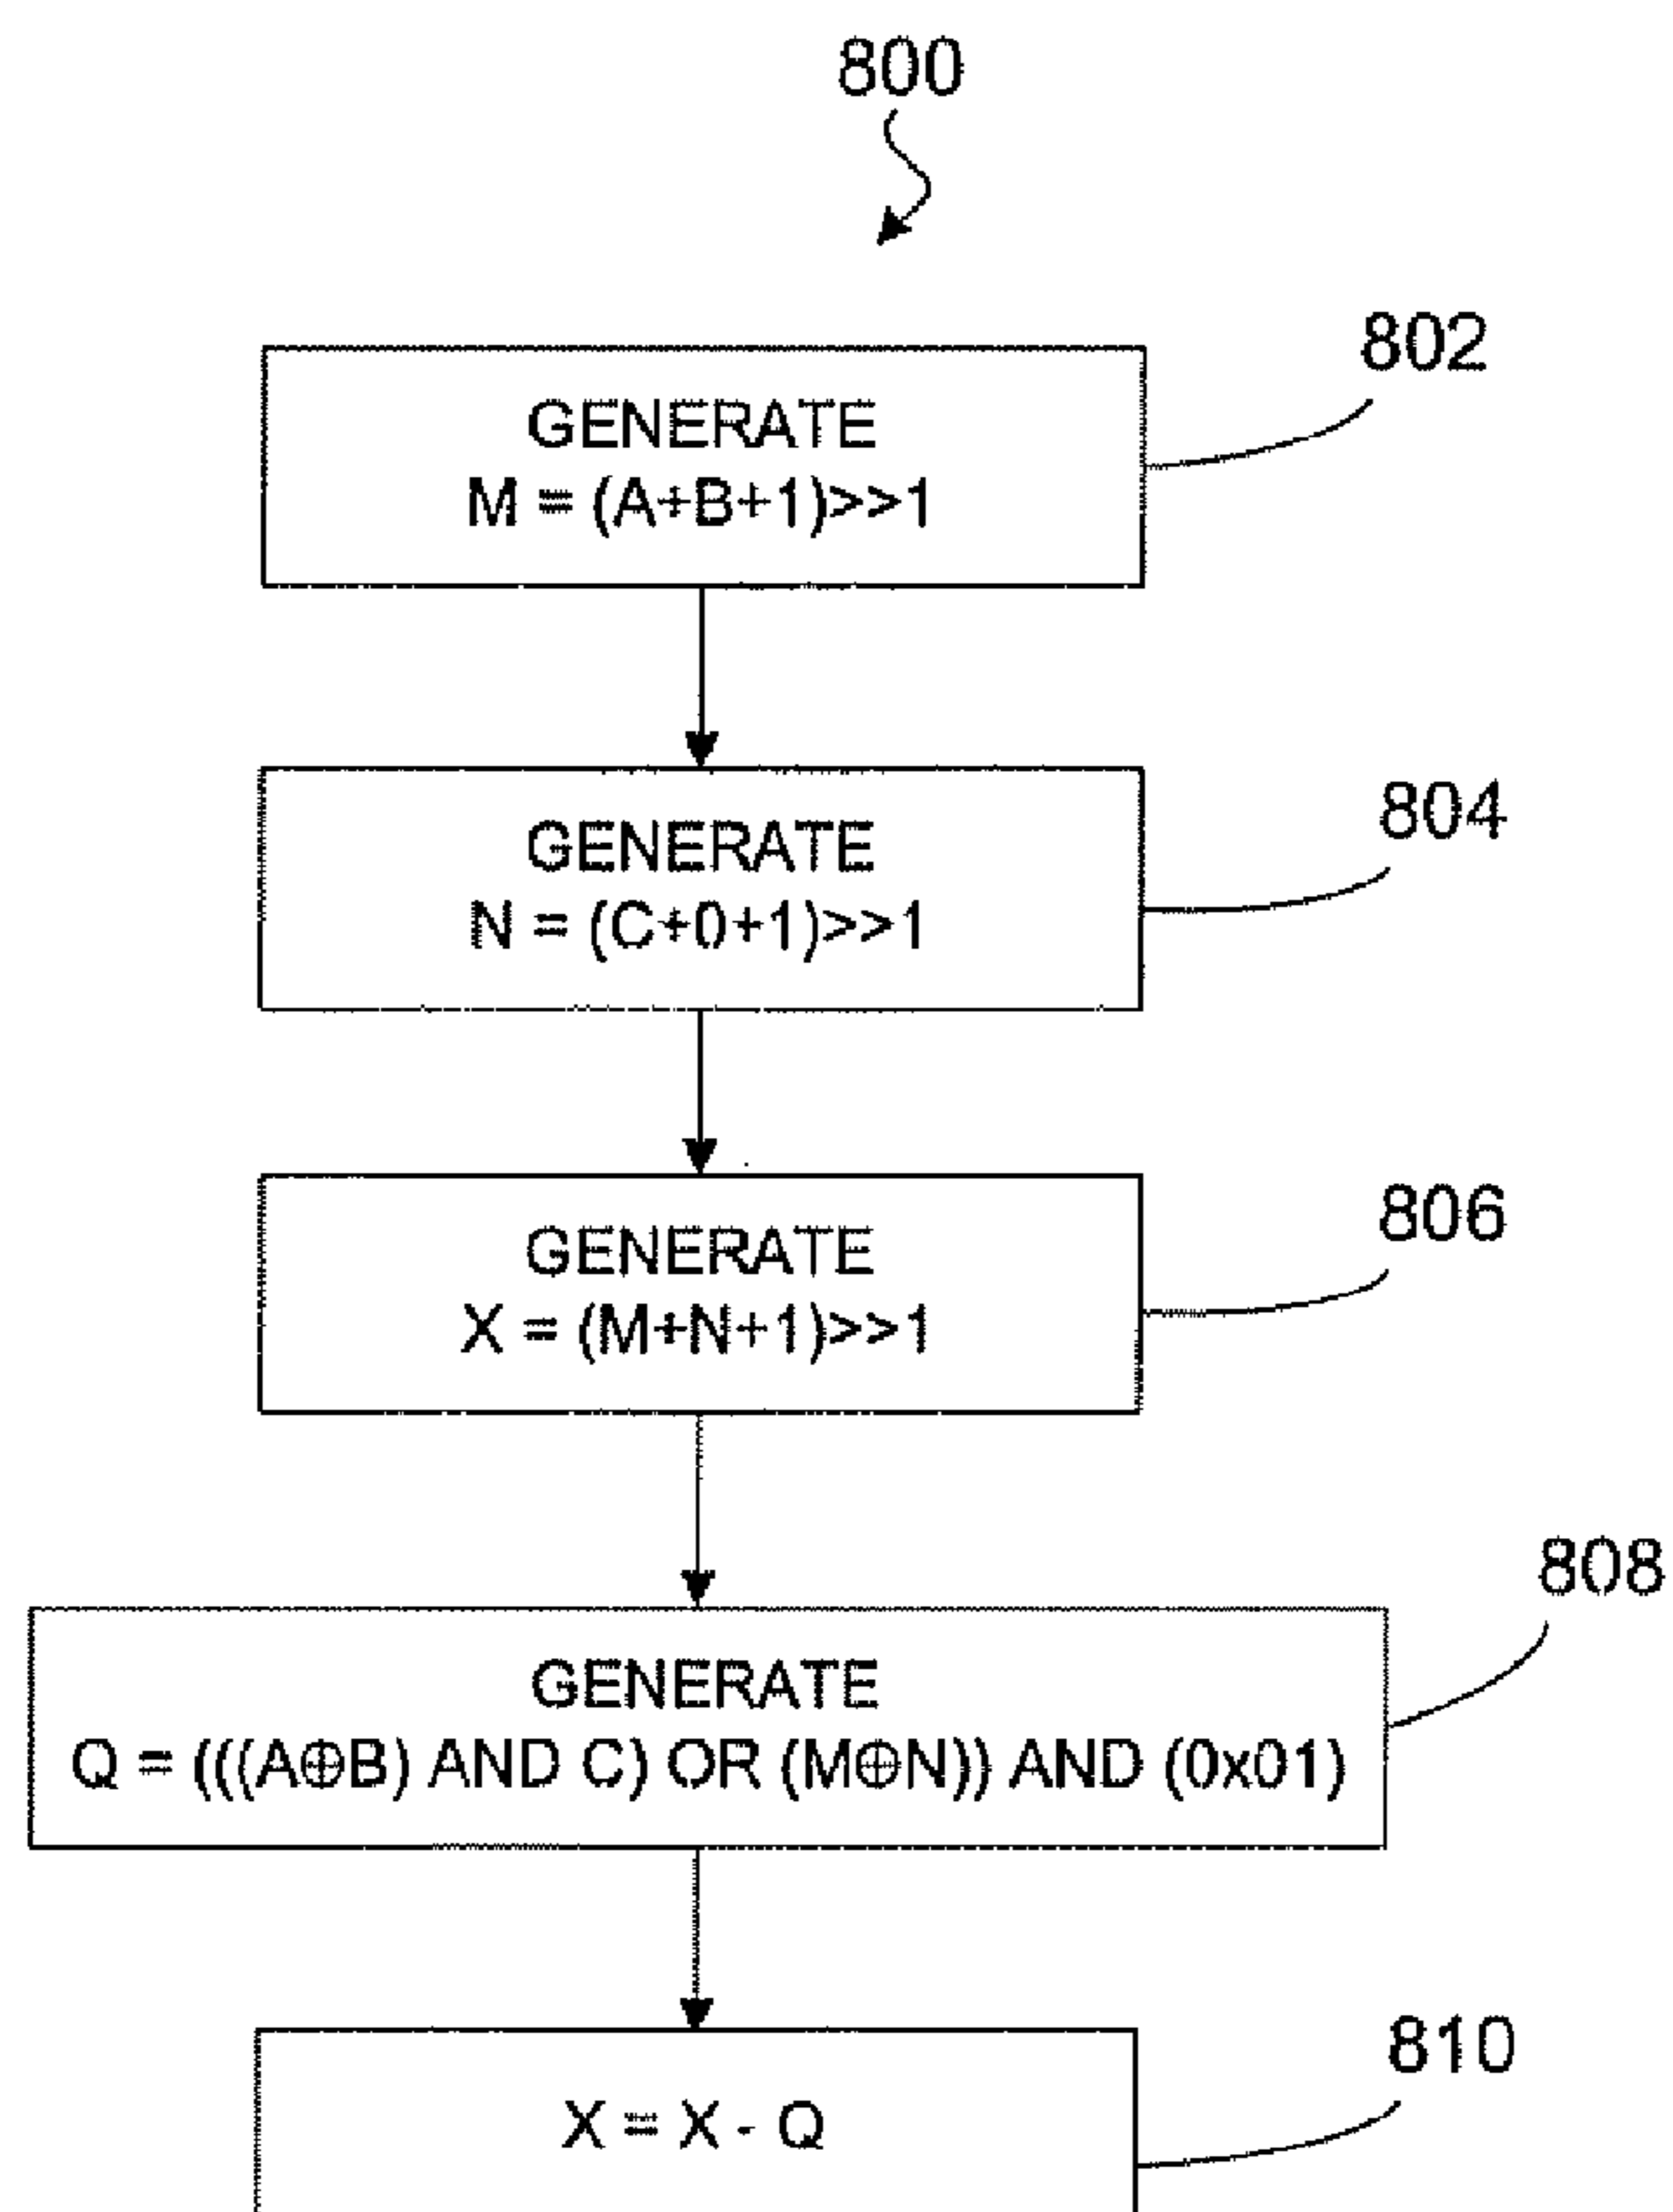 800
802
GENERATE
M = (A+B+1)>>1
804
GENERATE
N = (C+0+1)>>1
806
GENERATE
X = (M+N+1)>>1
808
GENERATE
Q = (((A⊕B) AND C) OR (M⊕N)) AND (0x01)
810
X = X - Q